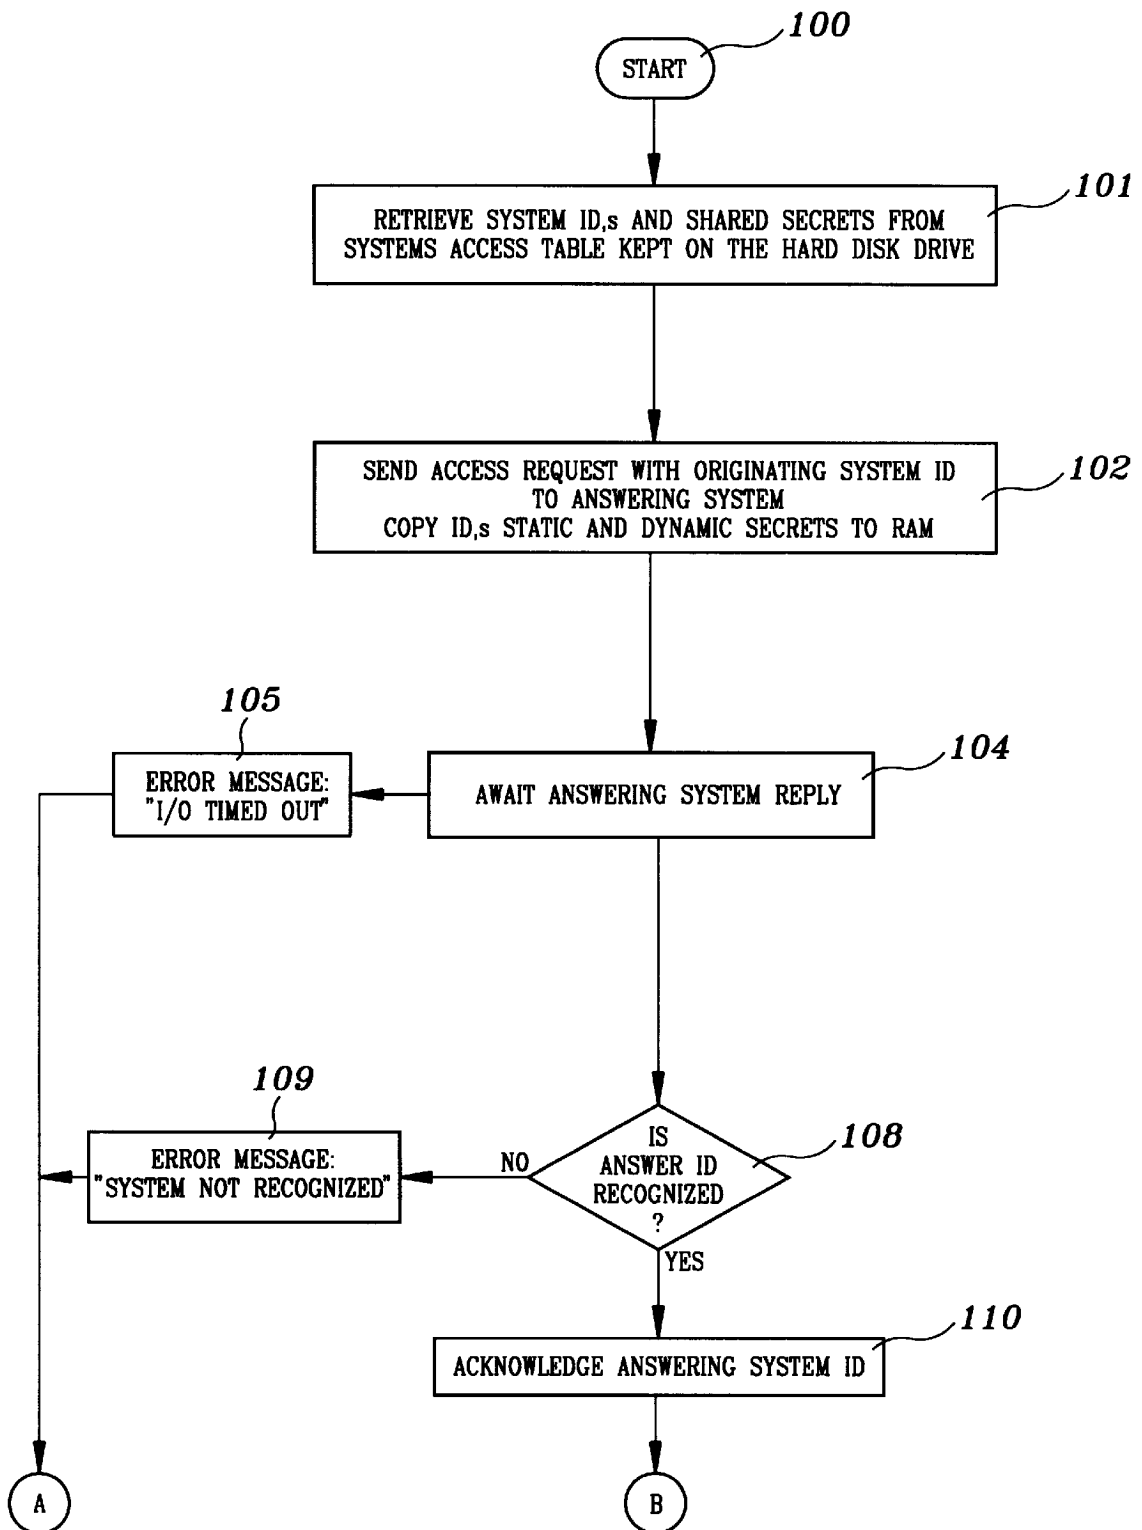 100
START
101
RETRIEVE SYSTEM ID,s AND SHARED SECRETS FROM
SYSTEMS ACCESS TABLE KEPT ON THE HARD DISK DRIVE
102
SEND ACCESS REQUEST WITH ORIGINATING SYSTEM ID
TO ANSWERING SYSTEM
COPY ID,s STATIC AND DYNAMIC SECRETS TO RAM
105
ERROR MESSAGE:
"I/O TIMED OUT"
104
AWAIT ANSWERING SYSTEM REPLY
109
ERROR MESSAGE:
"SYSTEM NOT RECOGNIZED"
NO
108
IS
ANSWER ID
RECOGNIZED
?
YES
110
ACKNOWLEDGE ANSWERING SYSTEM ID
A
B